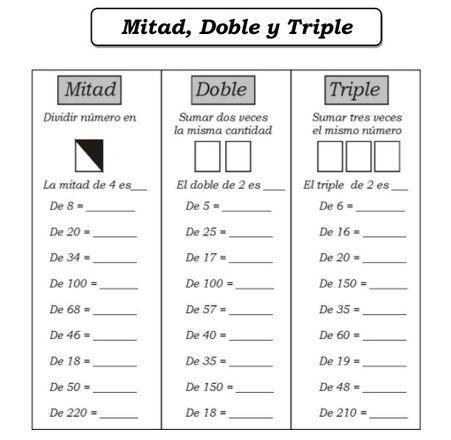 Mitad, Doble y Triple
Mitad
Dividir número en
La mitad de 4 es___
De 8 =________
De 20 =_______
De 34 =_______
De 100 =______
De 68 =_______
De 46 =_______
De 18 =_______
De 50 =_______
De 220 =______
Doble
Sumar dos veces
la misma cantidad
El doble de 2 es ____
De 5 =________
De 25 =_______
De 17 =_______
De 100 =______
De 57 =_______
De 40 =_______
De 35 =_______
De 150 =______
De 18 =_______
Triple
Sumar tres veces
el mismo número
El triple de 2 es ___
De 6 =________
De 16 =_______
De 20 =_______
De 150 =______
De 35 =_______
De 60 =_______
De 19 =_______
De 48 =_______
De 210 =______